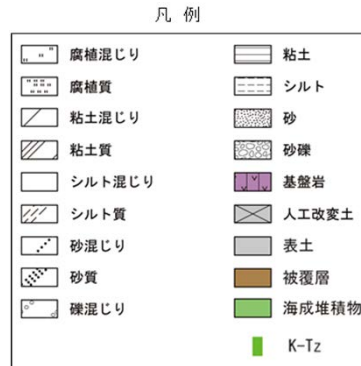 凡 例
腐植混じり
腐植質
粘土混じり
粘土質
シルト混じり
シルト質
砂混じり
砂質
礫混じり
粘土
シルト
砂
砂礫
基盤岩
人工改変土
表土
被覆層
海成堆積物
K-Tz